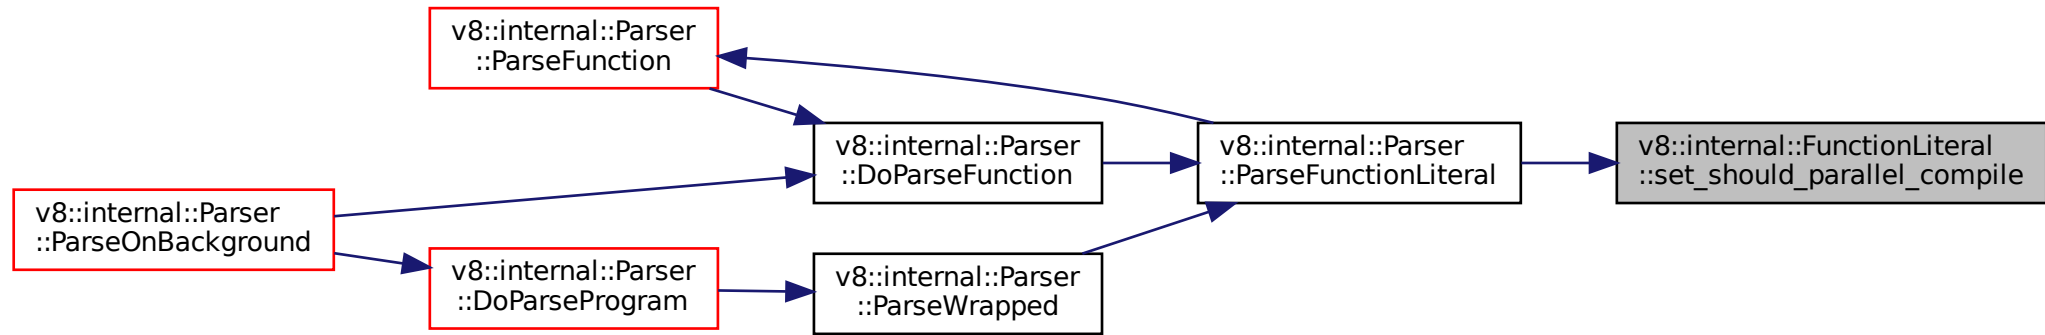 v8::internal::Parser
::ParseFunction
v8::internal::Parser
::DoParseFunction
v8::internal::Parser
::ParseFunctionLiteral
v8::internal::FunctionLiteral
::set_should_parallel_compile
v8::internal::Parser
::ParseOnBackground
v8::internal::Parser
::DoParseProgram
v8::internal::Parser
::ParseWrapped